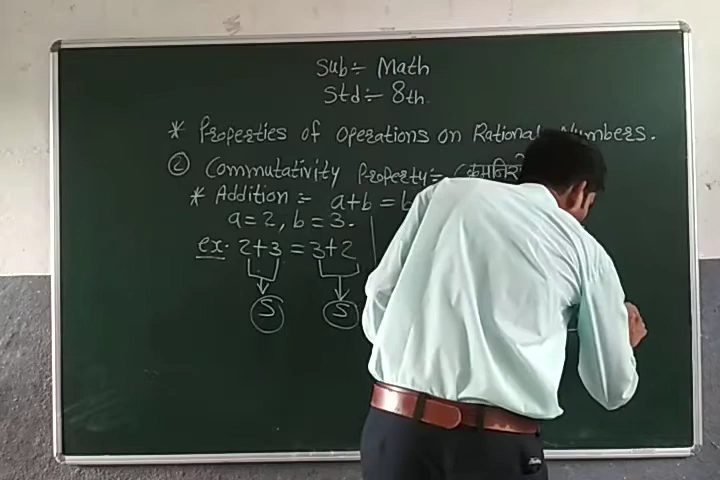 Sub÷ Math
Std÷ 8th.
* Properties of operations on Rational Numbers.
② Commutativity Property:-
* Addition :- a+b = b
a=2, b=3.
ex. 2+3 = 3+2
5 5